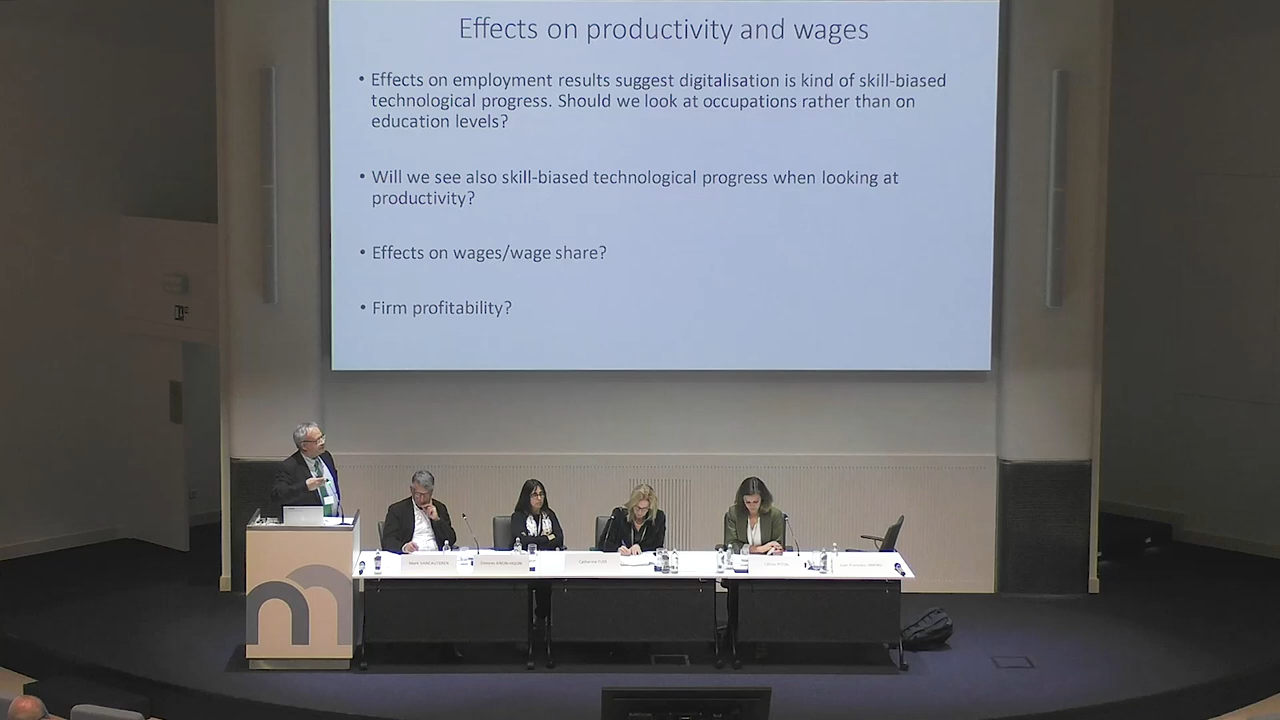 Effects on productivity and wages
• Effects on employment results suggest digitalisation is kind of skill-biased
technological progress. Should we look at occupations rather than on
education levels?
• Will we see also skill-biased technological progress when looking at
productivity?
• Effects on wages/wage share?
• Firm profitability?